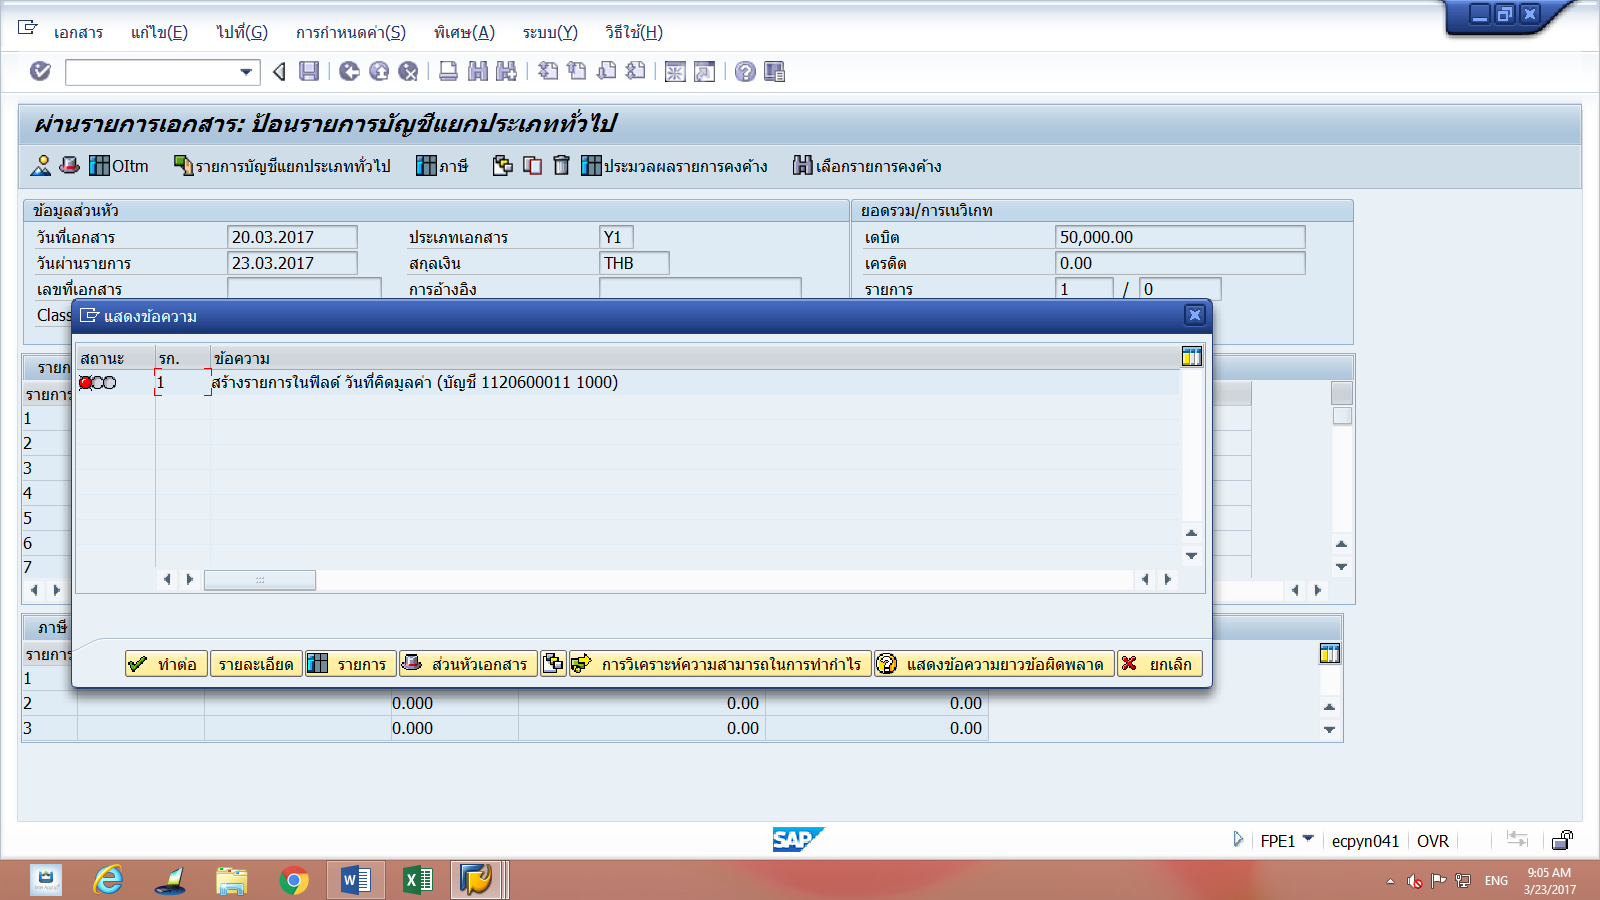 เอกสาร แก้ไข(E) ไปที่(G) การกำหนดค่า(S) พิเศษ(A) ระบบ(Y) วิธีใช้(H)
ผ่านรายการเอกสาร: ป้อนรายการบัญชีแยกประเภททั่วไป
OItm รายการบัญชีแยกประเภททั่วไป ภาษี ประมวลผลรายการคงค้าง เลือกรายการคงค้าง
ข้อมูลส่วนหัว ยอดรวม/การเนวิเกท
วันที่เอกสาร 20.03.2017 ประเภทเอกสาร Y1 เดบิต 50,000.00
วันผ่านรายการ 23.03.2017 สกุลเงิน THB เครดิต 0.00
เลขที่เอกสาร การอ้างอิง รายการ 1 / 0
Class
แสดงข้อความ
สถานะ รก. ข้อความ
1 สร้างรายการในฟิลด์ วันที่คิดมูลค่า (บัญชี 1120600011 1000)
ราย
รายการ
1
2
3
4
5
6
7
ทำต่อ รายละเอียด รายการ ส่วนหัวเอกสาร การวิเคราะห์ความสามารถในการทำกำไร แสดงข้อความยาวข้อผิดพลาด ยกเลิก
ภาษี
รายการ
1
2 0.000 0.00 0.00
3 0.000 0.00 0.00
SAP FPE1 ecpyn041 OVR
ENG 9:05 AM
3/23/2017